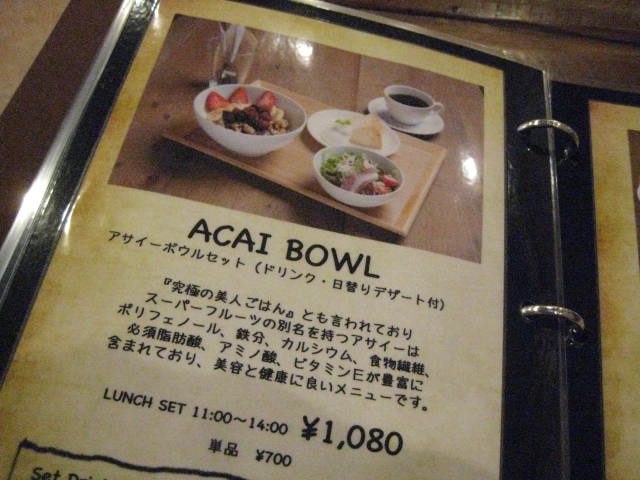 ACAI BOWL
アサイーボウルセット（ドリンク・日替りデザート付）
『究極の美人ごはん』とも言われており
スーパーフルーツの別名を持つアサイーは
ポリフェノール、鉄分、カルシウム、食物繊維、
必須脂肪酸、アミノ酸、ビタミンEが豊富に
含まれており、美容と健康に良いメニューです。
LUNCH SET 11:00～14:00 ¥1,080
単品 ¥700
Set